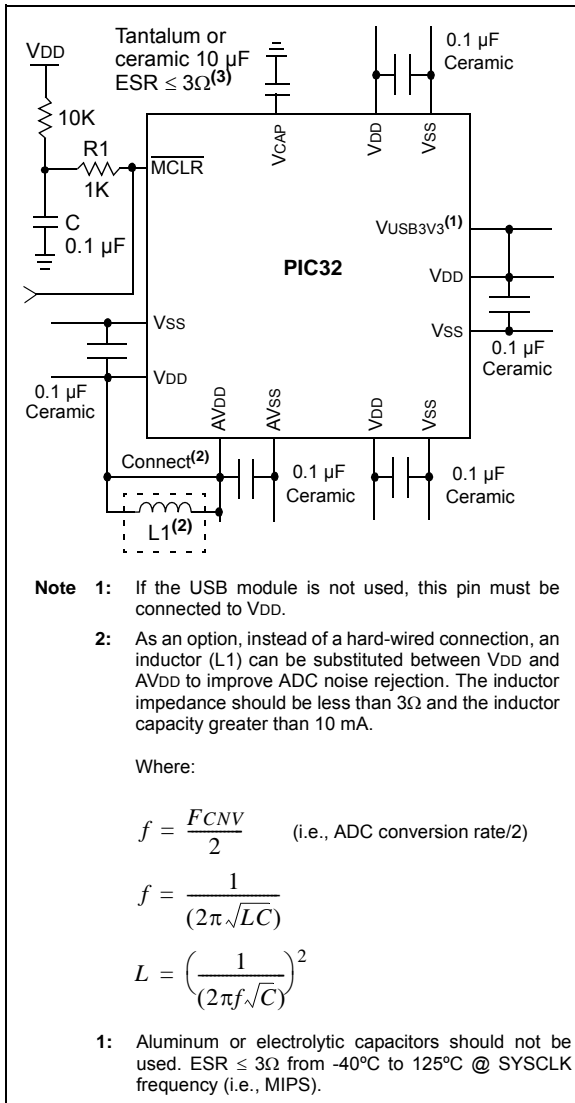 Tantalum or
ceramic 10 µF
ESR ≤ 3Ω(3)
0.1 µF
Ceramic
VDD
10K
R1
1K
MCLR
C
0.1 µF
VCAP
VDD
VSS
VUSB3V3(1)
PIC32
VDD
VSS
0.1 µF
Ceramic
VSS
VDD
0.1 µF
Ceramic
AVDD
AVSS
VDD
VSS
Connect(2)
0.1 µF
Ceramic
0.1 µF
Ceramic
L1(2)
Note 1: If the USB module is not used, this pin must be
connected to VDD.
2: As an option, instead of a hard-wired connection, an
inductor (L1) can be substituted between VDD and
AVDD to improve ADC noise rejection. The inductor
impedance should be less than 3Ω and the inductor
capacity greater than 10 mA.
Where:
f = FCNV / 2 (i.e., ADC conversion rate/2)
f = 1 / (2π√LC)
L = (1 / (2πf√C))²
1: Aluminum or electrolytic capacitors should not be
used. ESR ≤ 3Ω from -40ºC to 125ºC @ SYSCLK
frequency (i.e., MIPS).